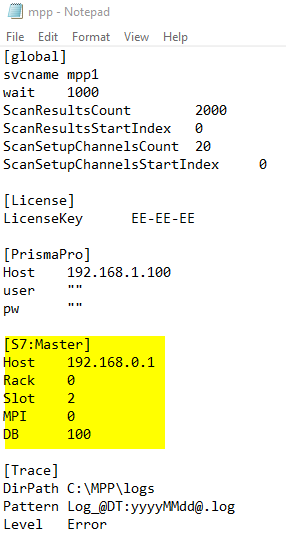 mpp - Notepad
File Edit Format View Help
[global]
svcname mpp1
wait 1000
ScanResultsCount 2000
ScanResultsStartIndex 0
ScanSetupChannelsCount 20
ScanSetupChannelsStartIndex 0
[License]
LicenseKey EE-EE-EE
[PrismaPro]
Host 192.168.1.100
user ""
pw ""
[S7:Master]
Host 192.168.0.1
Rack 0
Slot 2
MPI 0
DB 100
[Trace]
DirPath C:\MPP\logs
Pattern Log_@DT:yyyyMMdd@.log
Level Error